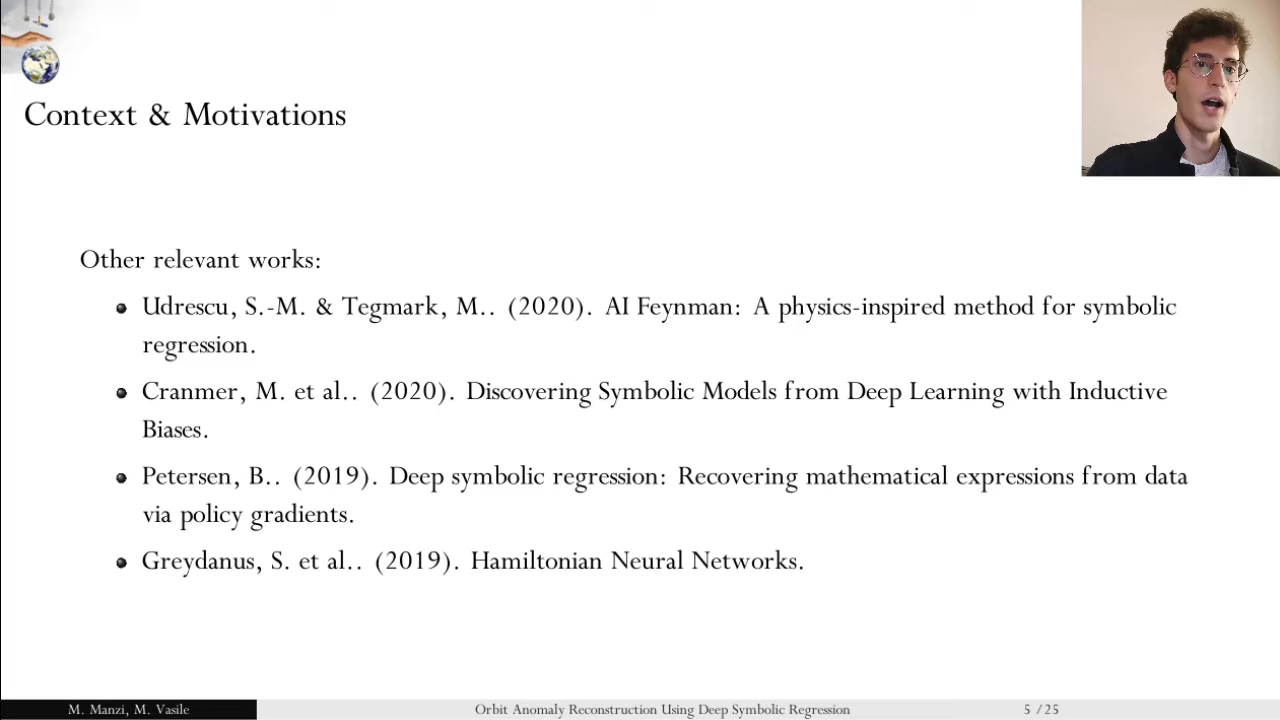 Context & Motivations
Other relevant works:
Udrescu, S.-M. & Tegmark, M.. (2020). AI Feynman: A physics-inspired method for symbolic
regression.
Cranmer, M. et al.. (2020). Discovering Symbolic Models from Deep Learning with Inductive
Biases.
Petersen, B.. (2019). Deep symbolic regression: Recovering mathematical expressions from data
via policy gradients.
Greydanus, S. et al.. (2019). Hamiltonian Neural Networks.
M. Manzi, M. Vasile
Orbit Anomaly Reconstruction Using Deep Symbolic Regression
5 / 25